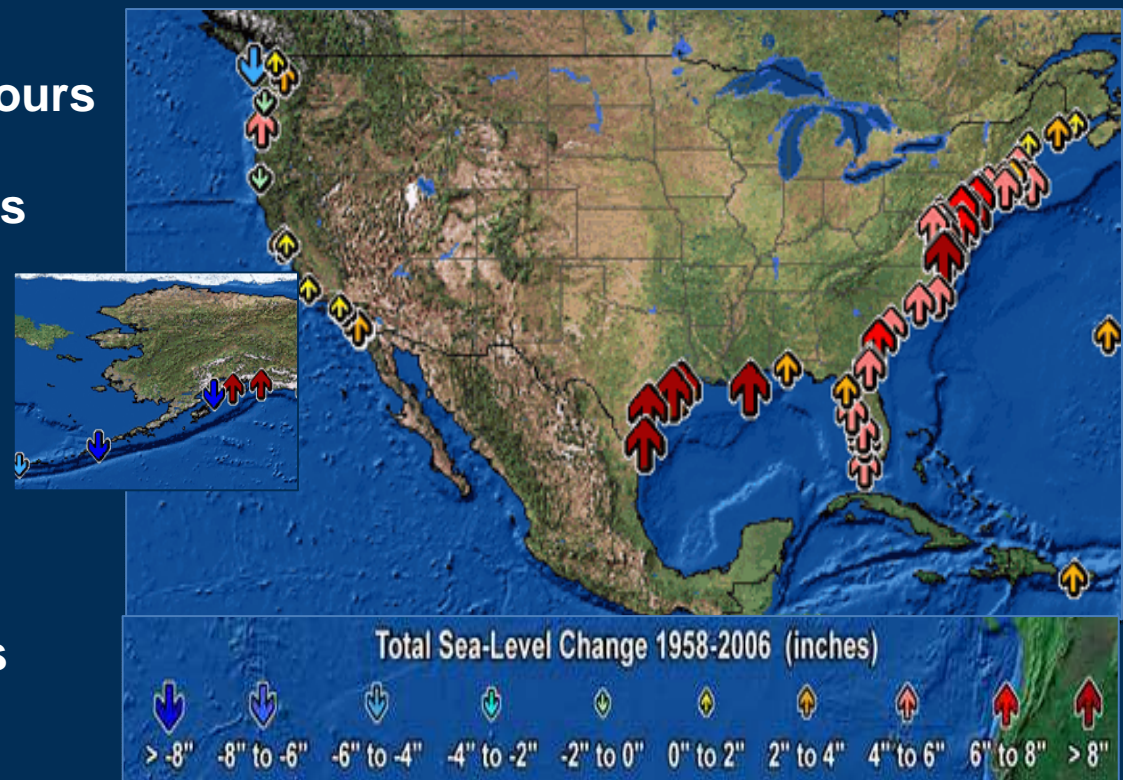 ours
s
s
Total Sea-Level Change 1958-2006 (inches)
> -8" -8" to -6" -6" to -4" -4" to -2" -2" to 0" 0" to 2" 2" to 4" 4" to 6" 6" to 8" > 8"